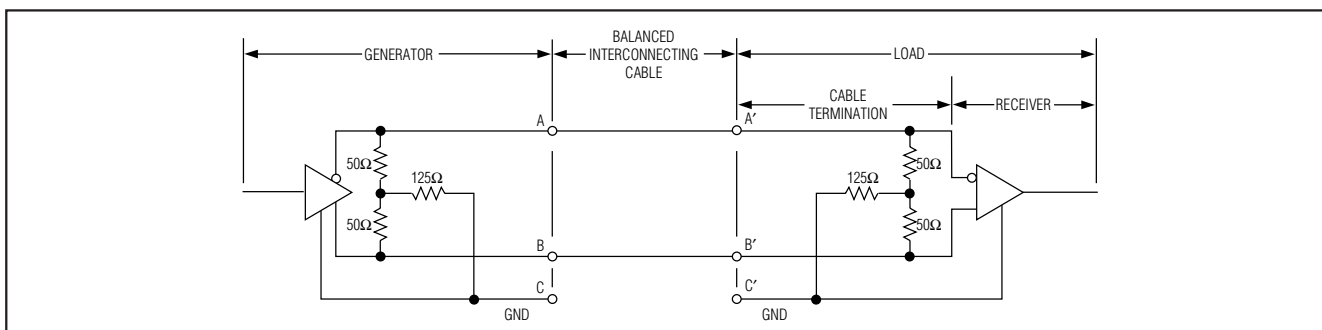 GENERATOR
BALANCED
INTERCONNECTING
CABLE
LOAD
CABLE
TERMINATION
RECEIVER
A
A′
50Ω
125Ω
50Ω
50Ω
125Ω
50Ω
B
B′
C
C′
GND
GND